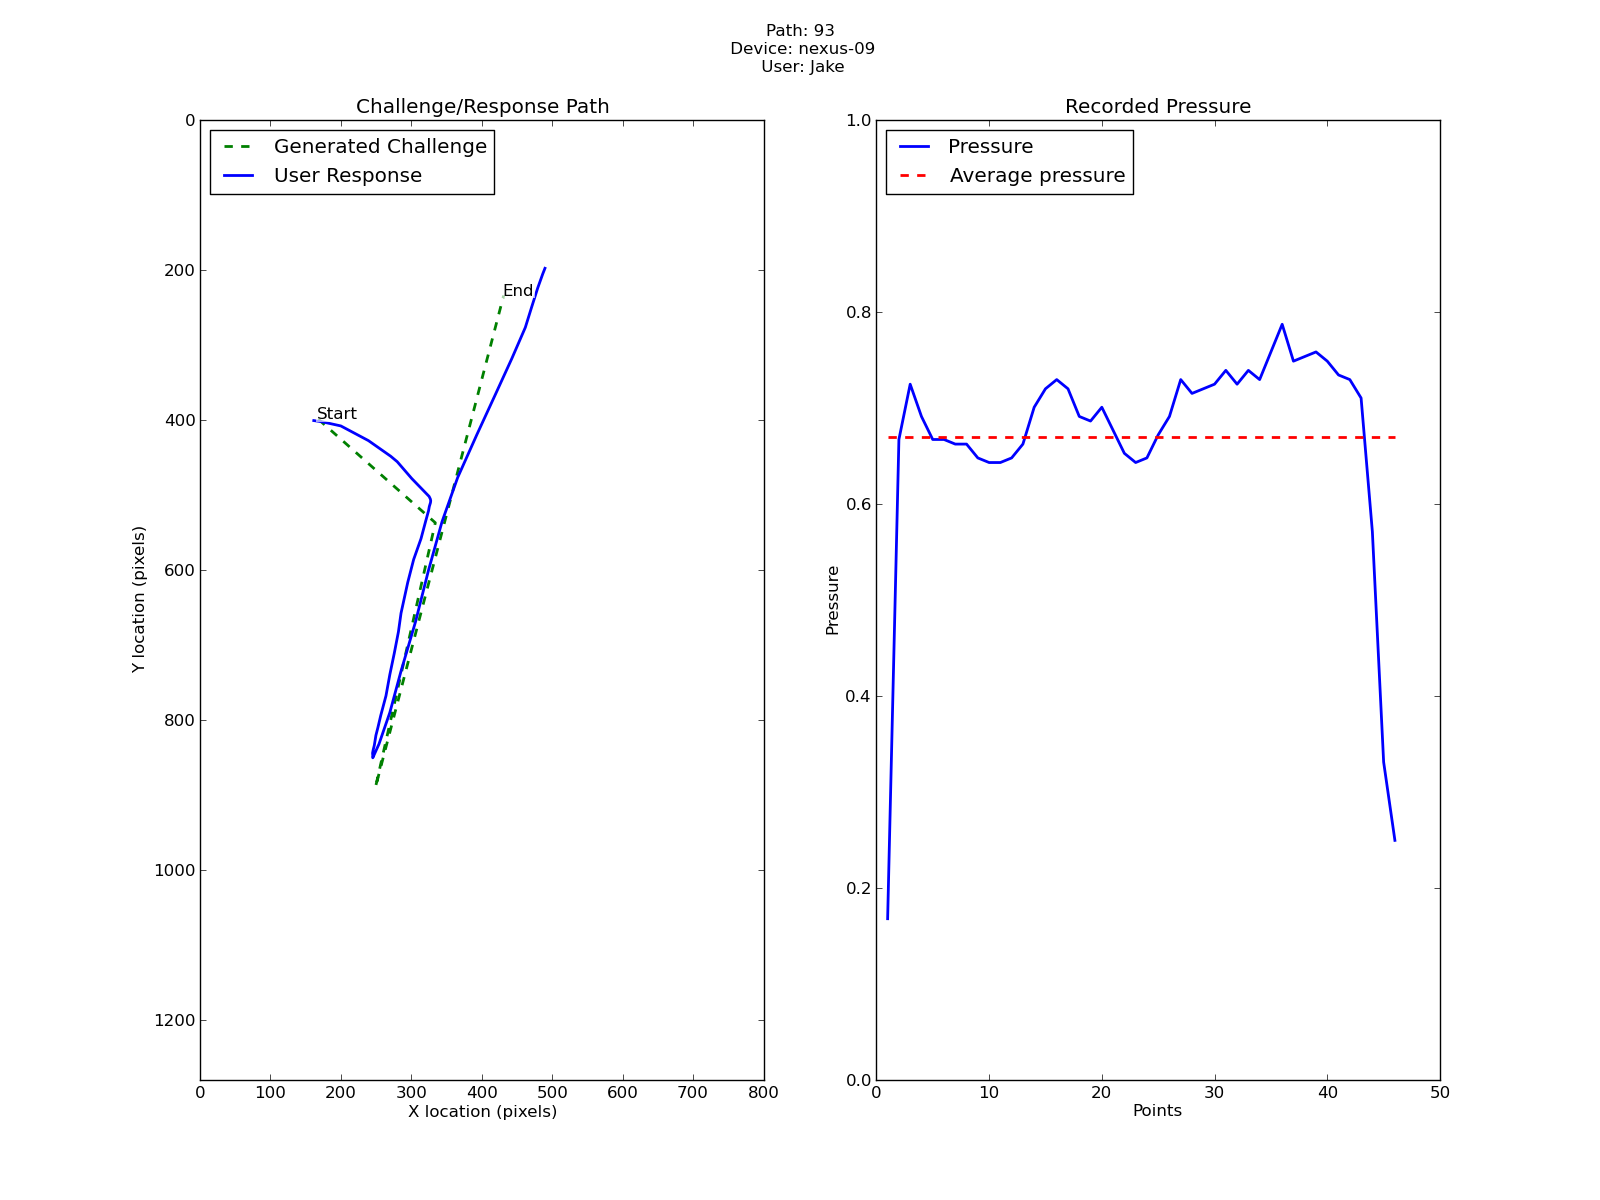 Path: 93
Device: nexus-09
User: Jake
Challenge/Response Path
Generated Challenge
User Response
0
200
400
600
800
1000
1200
Y location (pixels)
Start
End
0 100 200 300 400 500 600 700 800
X location (pixels)
Recorded Pressure
Pressure
Average pressure
1.0
0.8
0.6
0.4
0.2
0.0
Pressure
0 10 20 30 40 50
Points